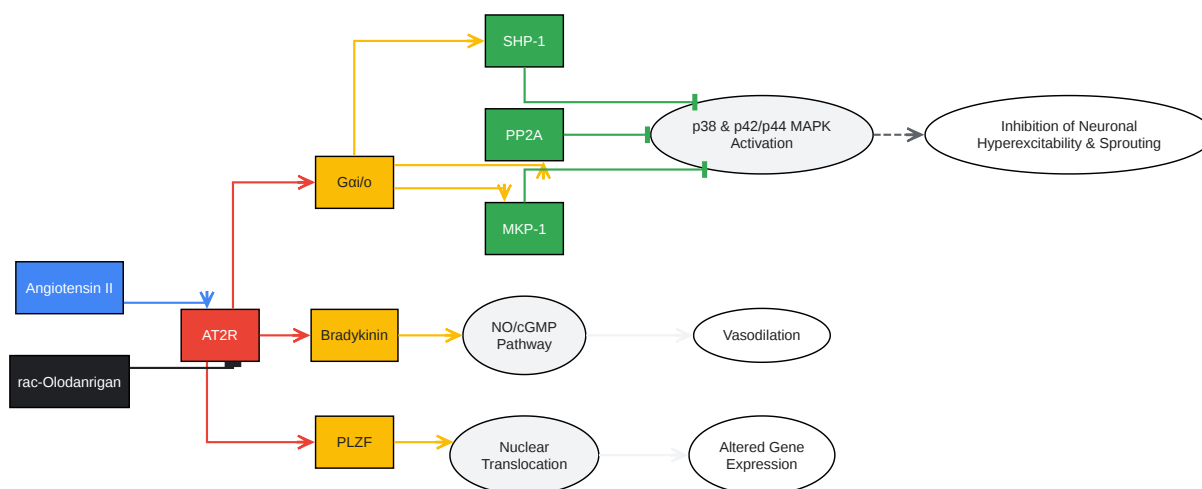 SHP-1
PP2A
p38 & p42/p44 MAPK
Activation
Inhibition of Neuronal
Hyperexcitability & Sprouting
Gαi/o
MKP-1
Angiotensin II
AT2R
Bradykinin
NO/cGMP
Pathway
Vasodilation
rac-Olodanrigan
PLZF
Nuclear
Translocation
Altered Gene
Expression